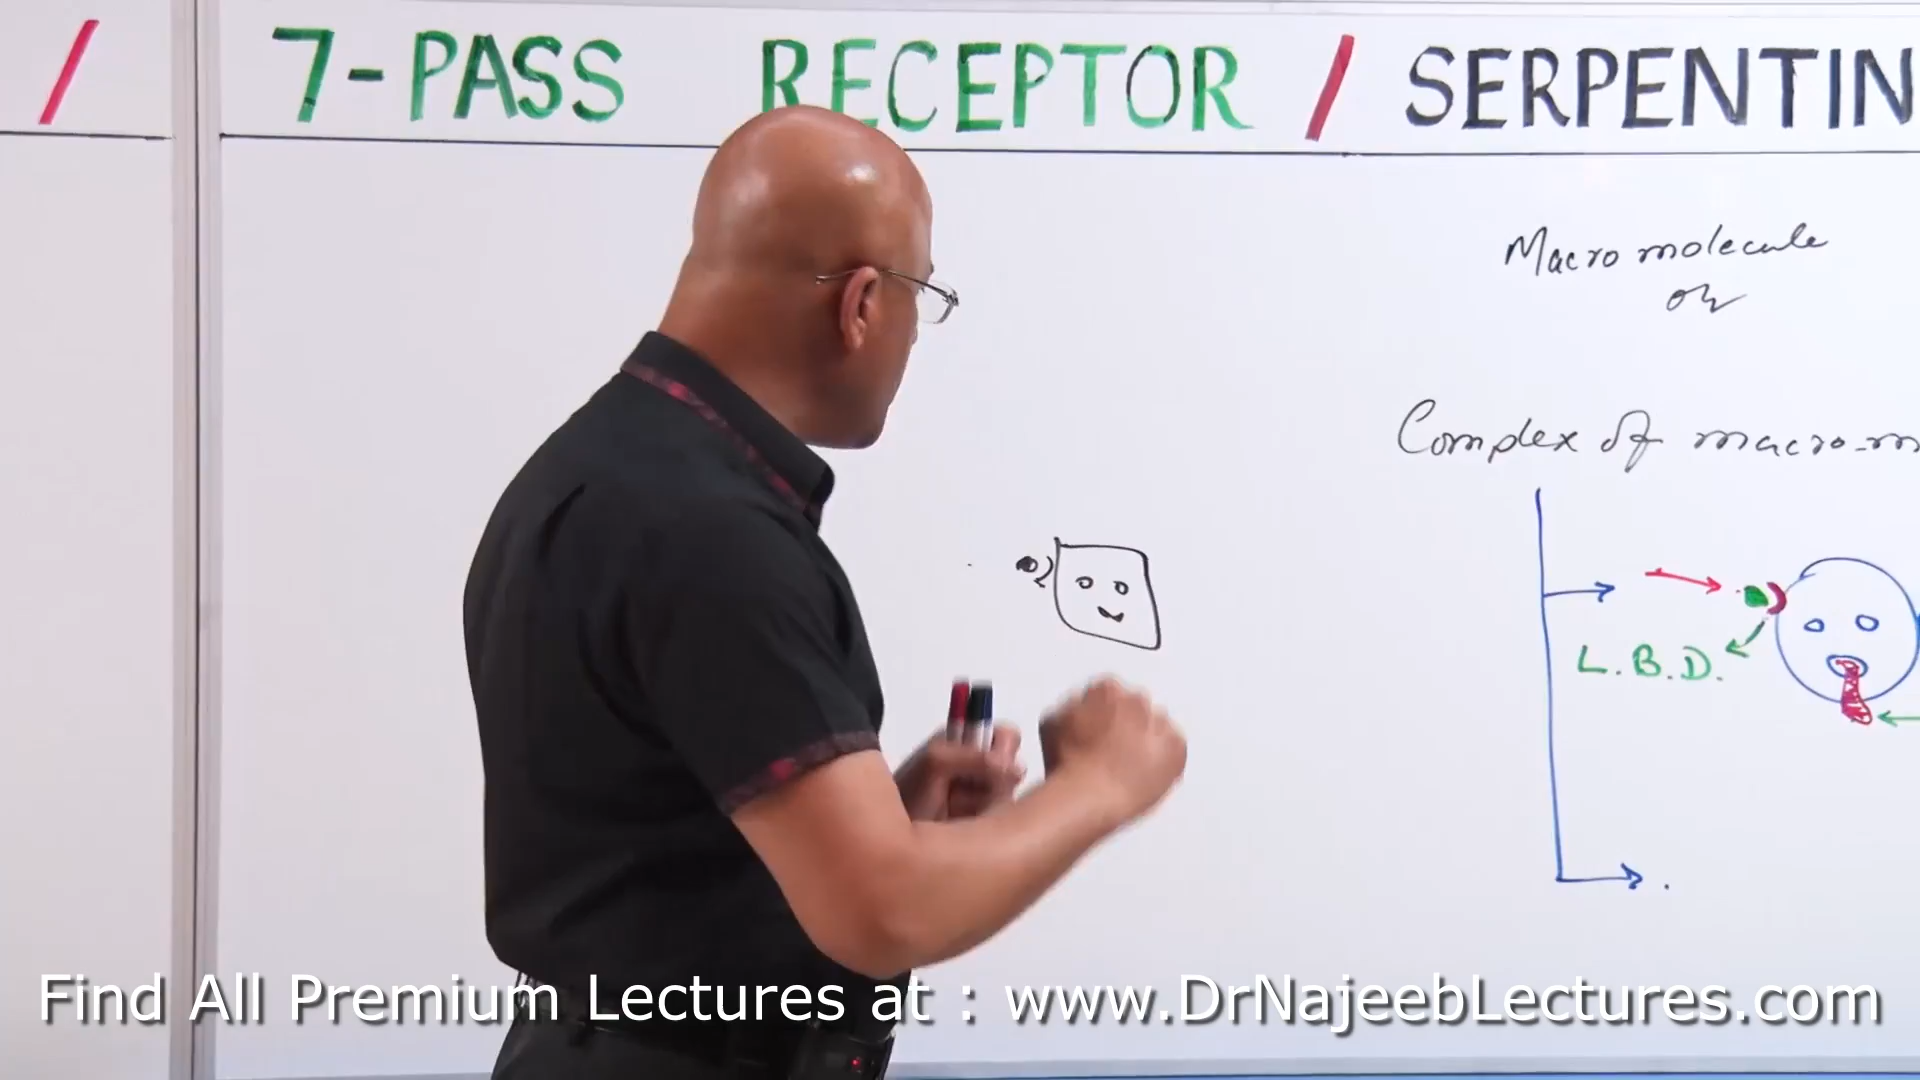 / 7-PASS RECEPTOR / SERPENTIN
Macro molecule
or
Complex of macro-m
L.B.D.
Find All Premium Lectures at : www.DrNajeebLectures.com